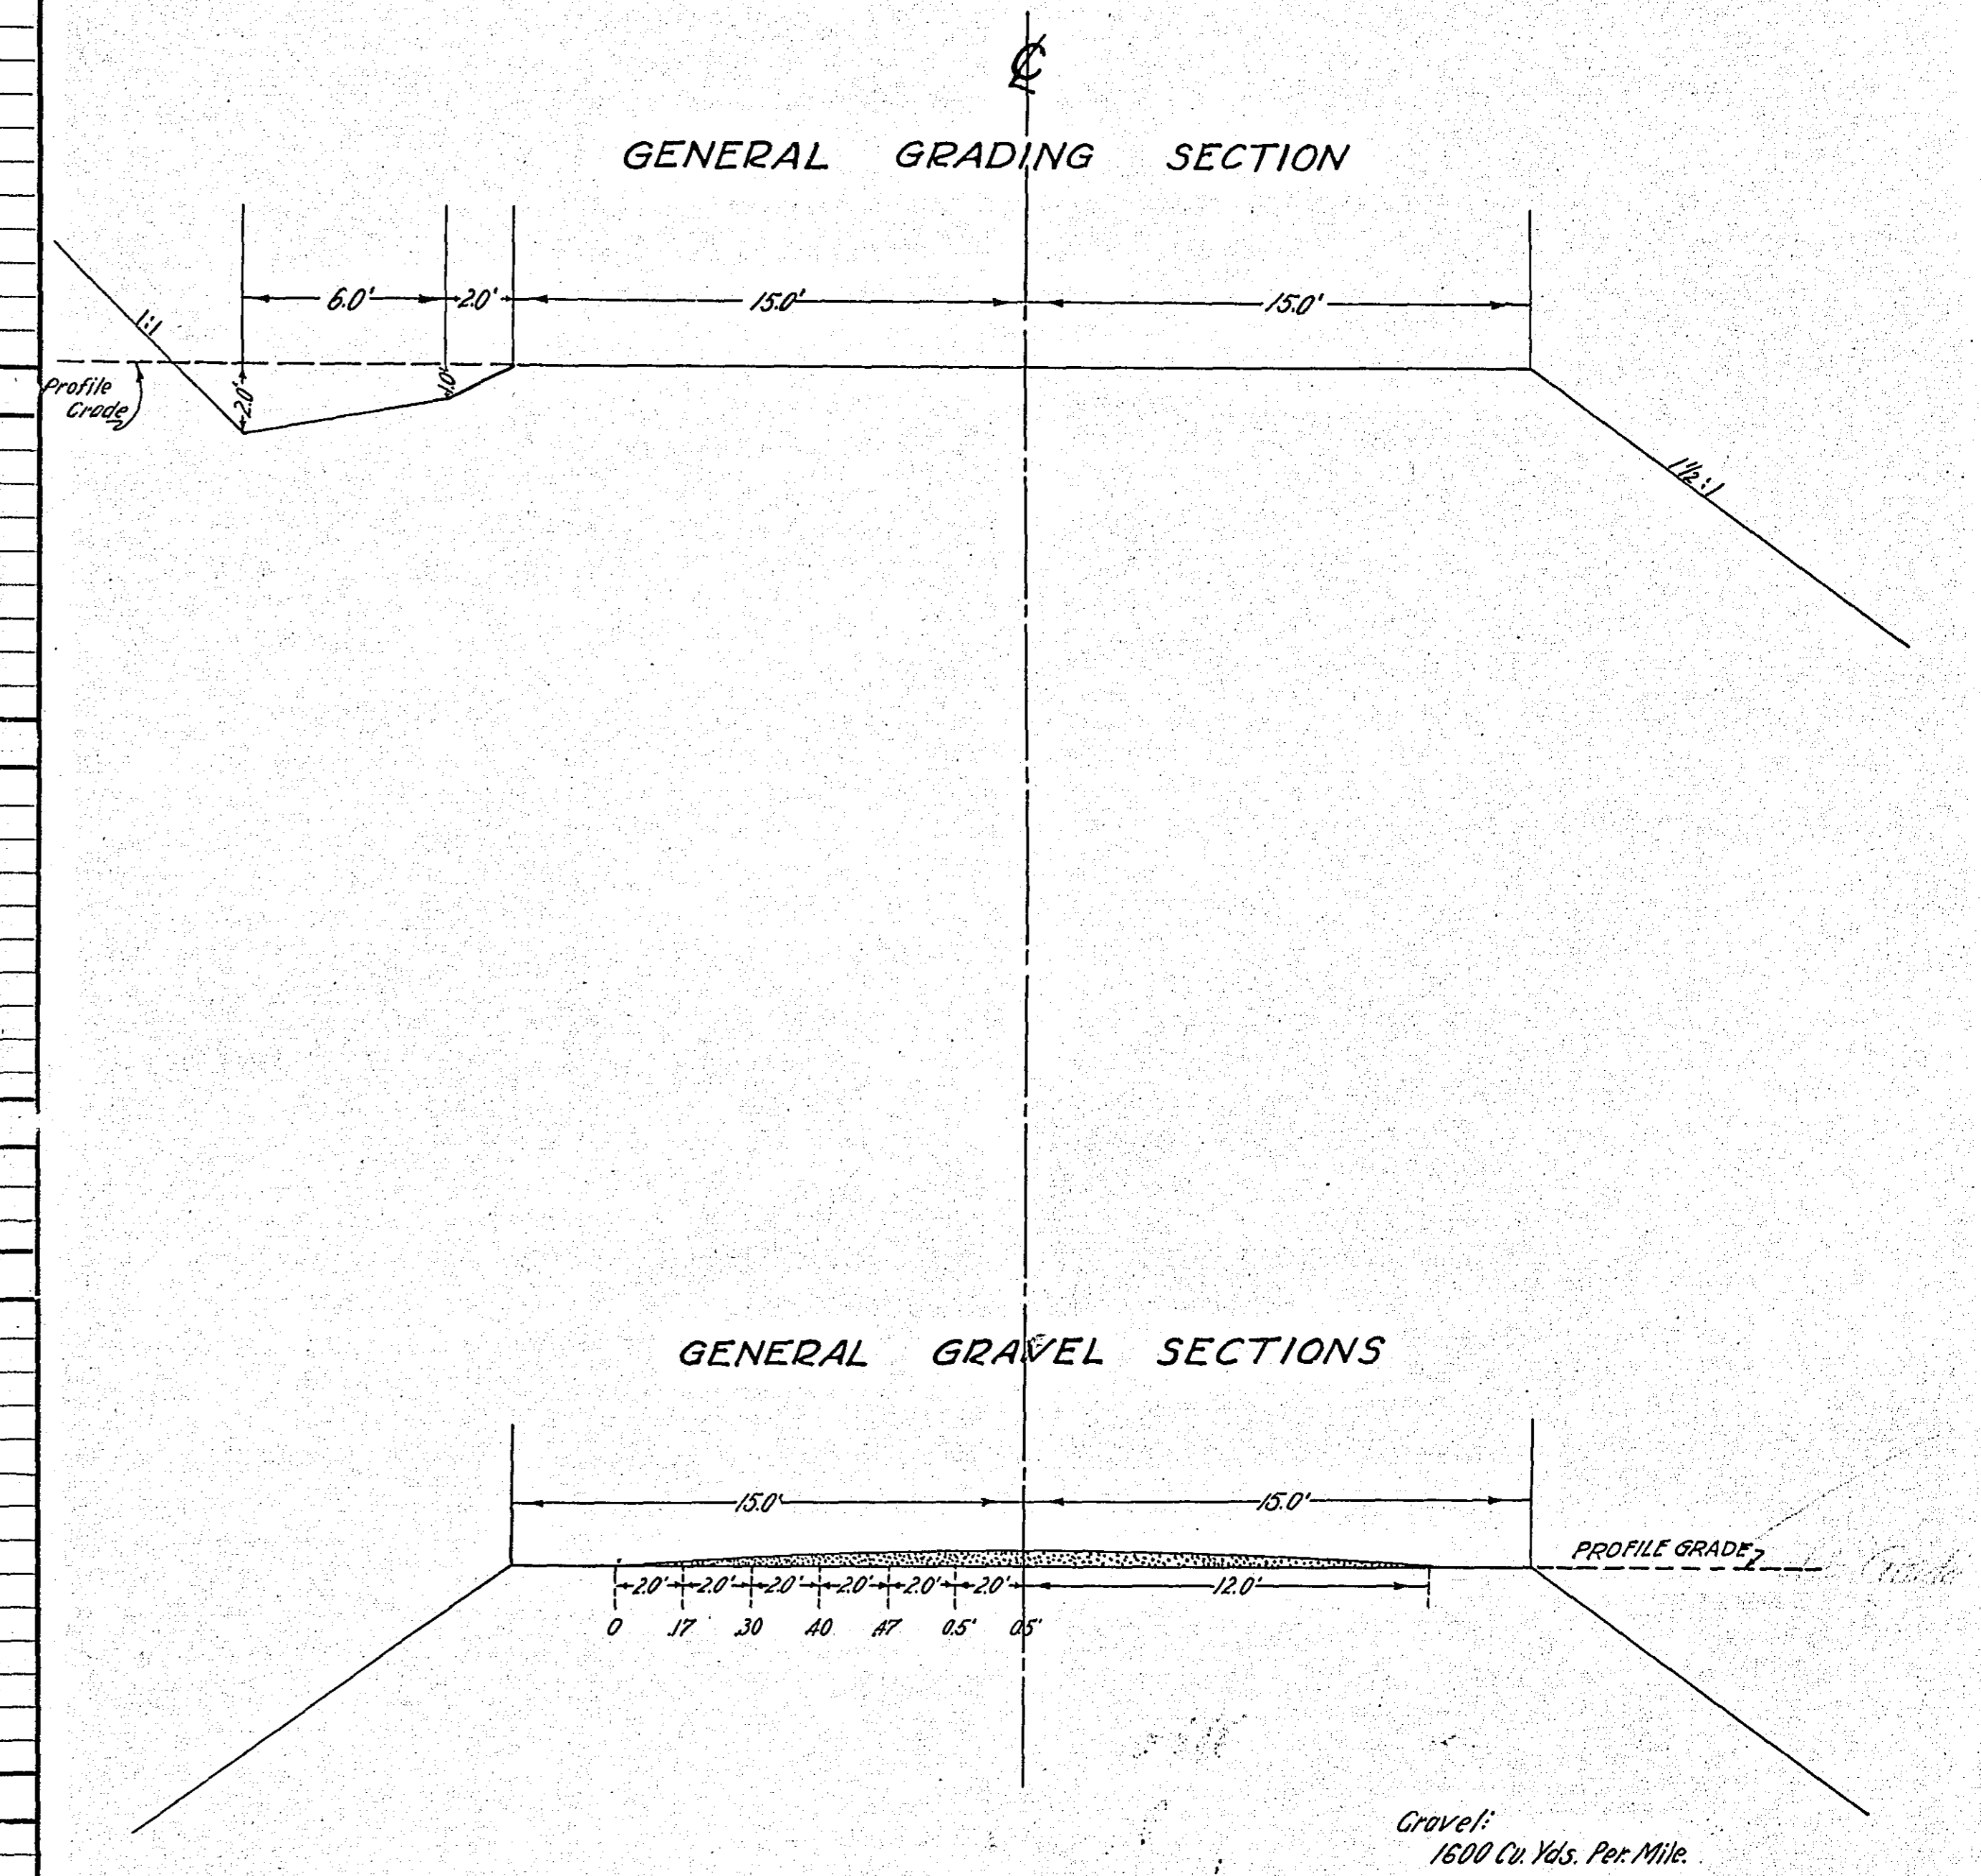 ℄
GENERAL GRADING SECTION
6.0' 2.0' 15.0' 15.0'
1:1
Profile
Grade
2.0' 1.0'
1½:1
GENERAL GRAVEL SECTIONS
15.0' 15.0'
PROFILE GRADE
2.0' 2.0' 2.0' 2.0' 2.0' 2.0' 12.0'
0 .17 .30 .40 .47 0.5' 0.5'
Gravel:
1600 Cu. Yds. Per. Mile.